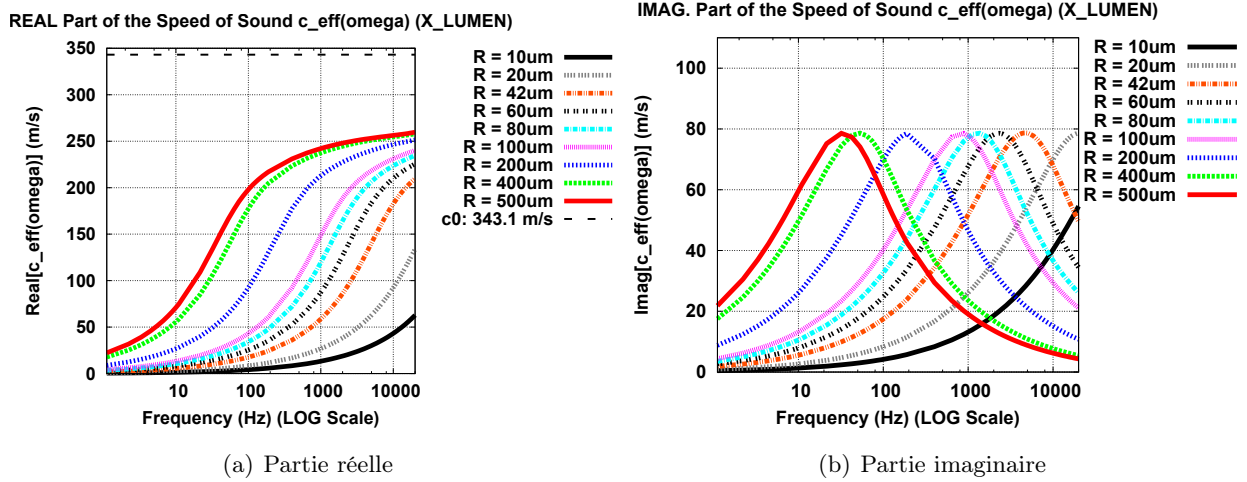 REAL Part of the Speed of Sound c_eff(omega) (X_LUMEN)
Real[c_eff(omega)] (m/s)
350
300
250
200
150
100
50
0
10
100
1000
10000
Frequency (Hz) (LOG Scale)
R = 10um
R = 20um
R = 42um
R = 60um
R = 80um
R = 100um
R = 200um
R = 400um
R = 500um
c0: 343.1 m/s
(a) Partie réelle
IMAG. Part of the Speed of Sound c_eff(omega) (X_LUMEN)
Imag[c_eff(omega)] (m/s)
100
80
60
40
20
0
10
100
1000
10000
Frequency (Hz) (LOG Scale)
R = 10um
R = 20um
R = 42um
R = 60um
R = 80um
R = 100um
R = 200um
R = 400um
R = 500um
(b) Partie imaginaire